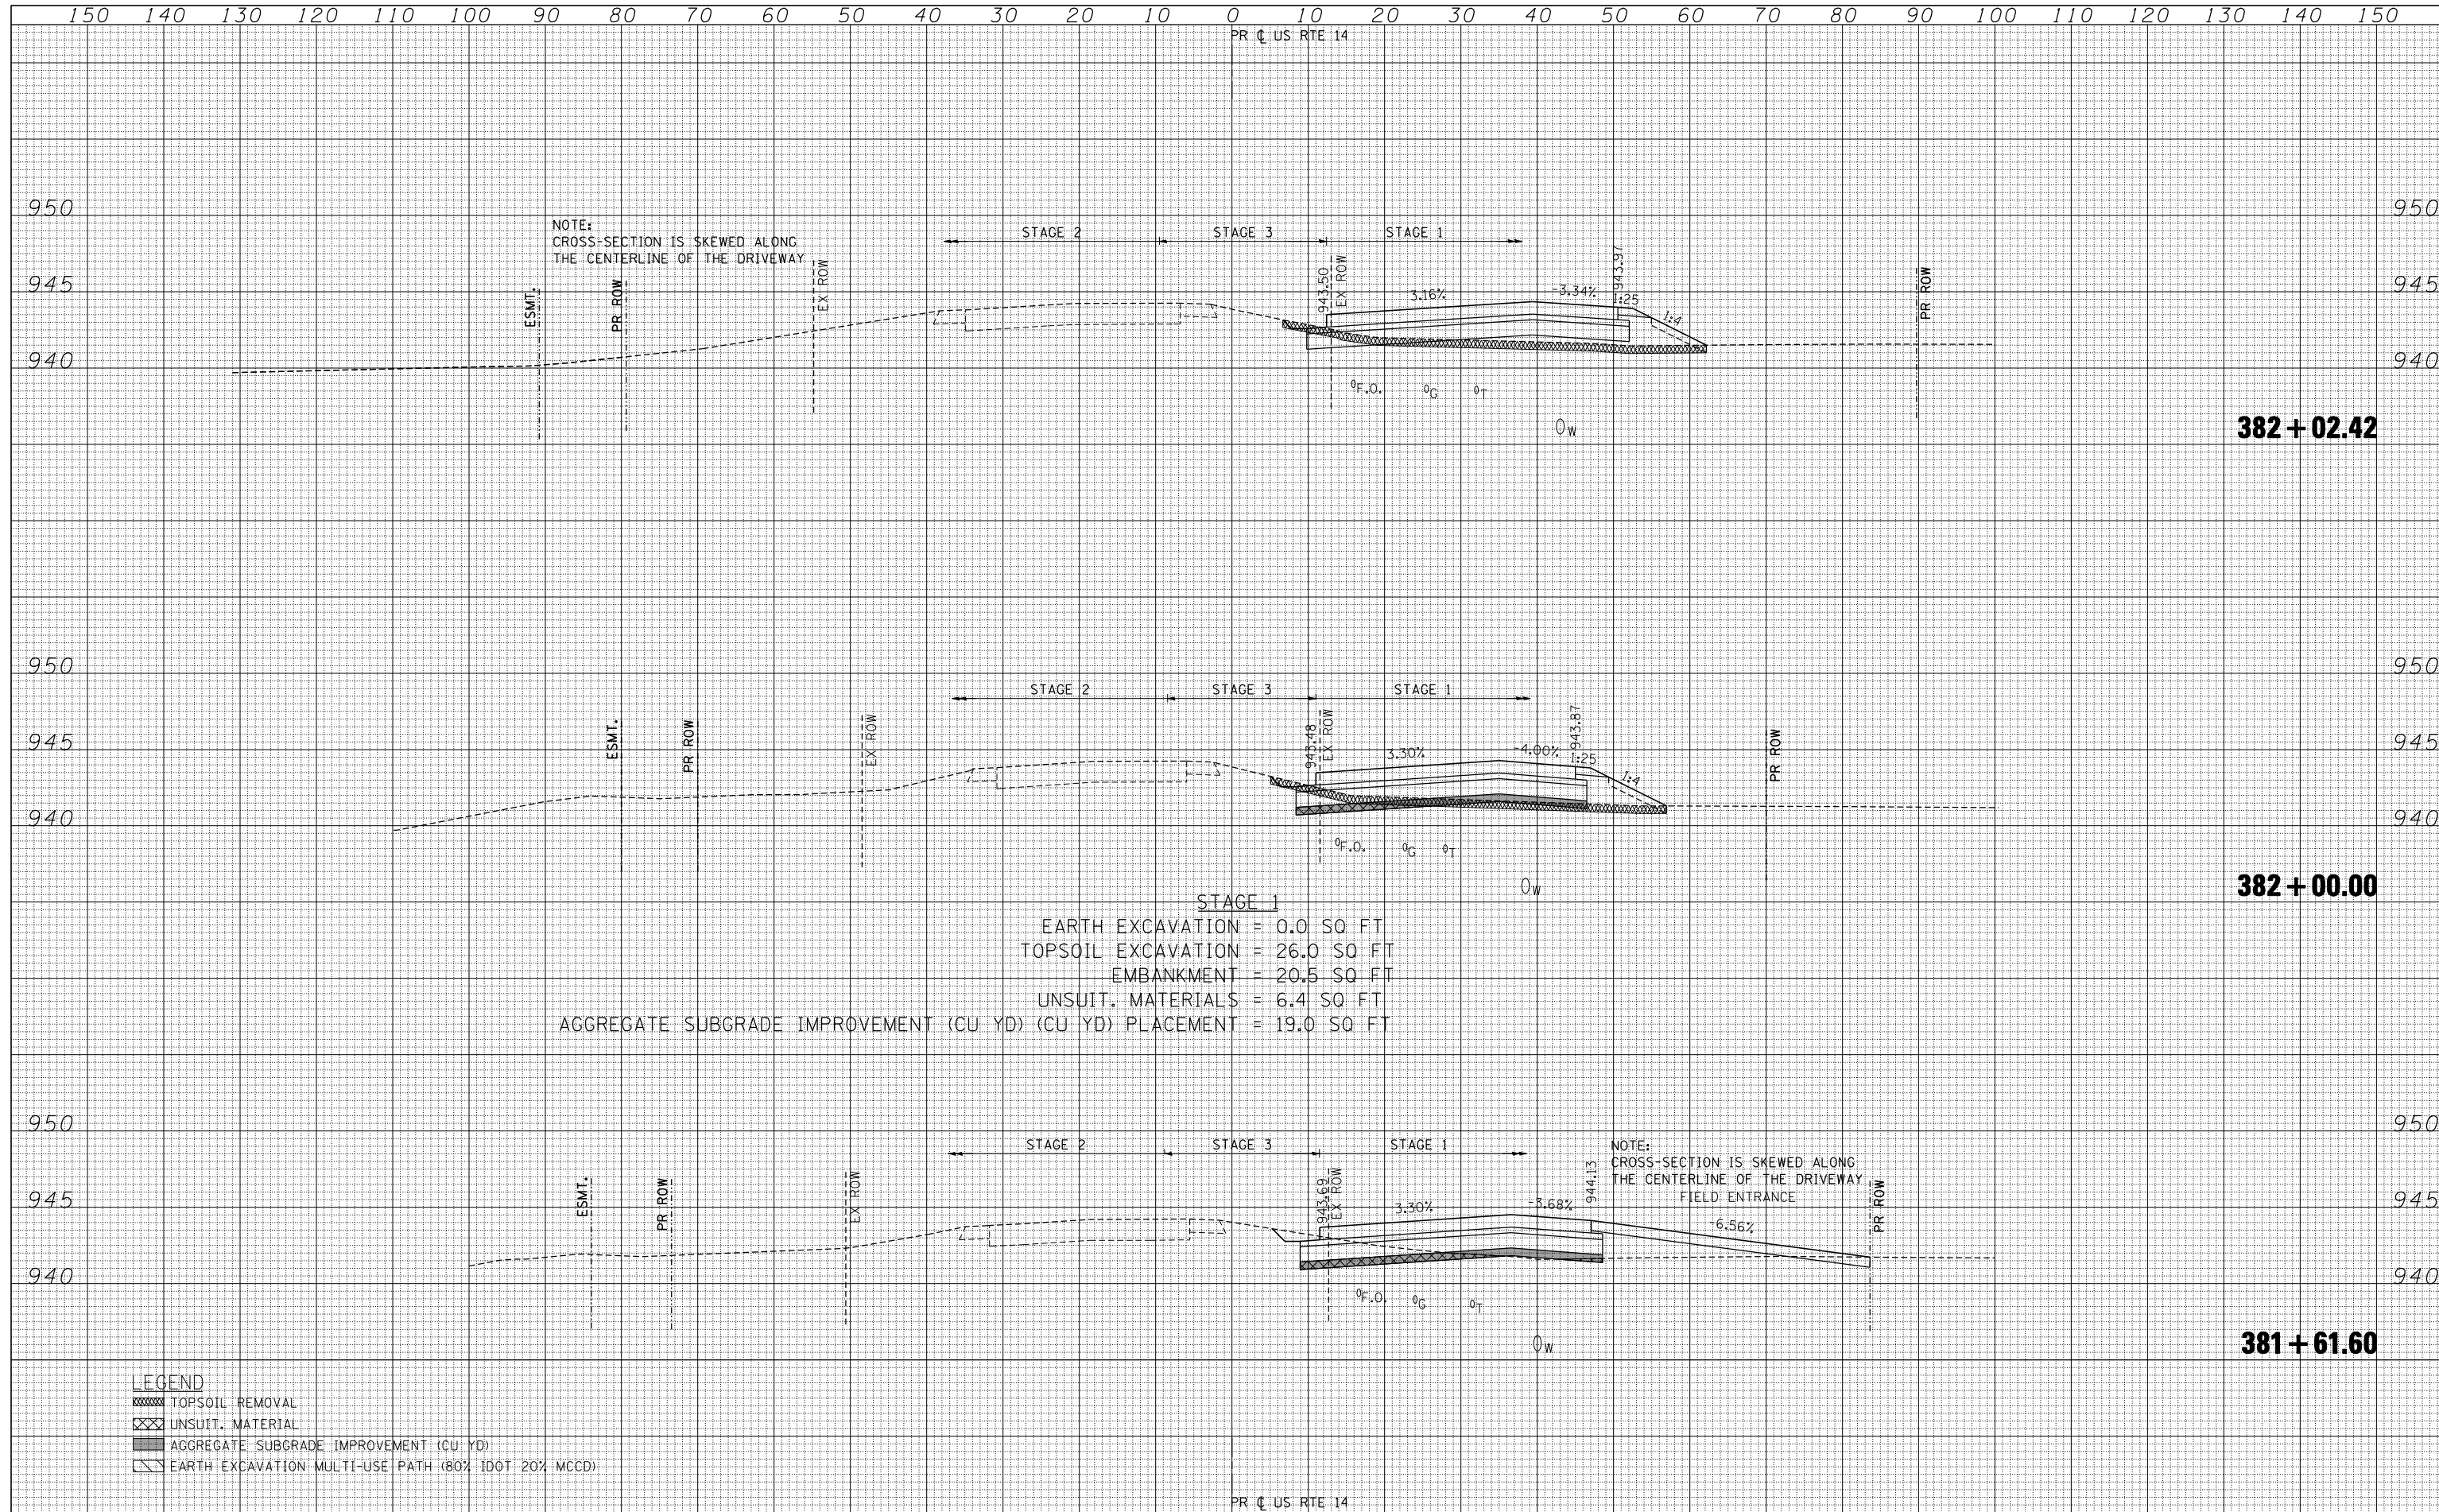 150 140 130 120 110 100 90 80 70 60 50 40 30 20 10 0 10 20 30 40 50 60 70 80 90 100 110 120 130 140 150
PR ℄ US RTE 14
950 950
NOTE:
CROSS-SECTION IS SKEWED ALONG
THE CENTERLINE OF THE DRIVEWAY
STAGE 2 STAGE 3 STAGE 1
945 945
ESMT.
PR ROW
EX ROW
943.50
EX ROW
3.16%
-3.34%
943.97
1:25
1:4
PR ROW
940 940
F.O. G T
W
382 + 02.42
950 950
STAGE 2 STAGE 3 STAGE 1
945 945
ESMT.
PR ROW
EX ROW
943.48
EX ROW
3.30%
-4.00%
943.87
1:25
1:4
PR ROW
940 940
F.O. G T
W
382 + 00.00
STAGE 1
EARTH EXCAVATION = 0.0 SQ FT
TOPSOIL EXCAVATION = 26.0 SQ FT
EMBANKMENT = 20.5 SQ FT
UNSUIT. MATERIALS = 6.4 SQ FT
AGGREGATE SUBGRADE IMPROVEMENT (CU YD) (CU YD) PLACEMENT = 19.0 SQ FT
950 950
STAGE 2 STAGE 3 STAGE 1
NOTE:
CROSS-SECTION IS SKEWED ALONG
THE CENTERLINE OF THE DRIVEWAY
FIELD ENTRANCE
945 945
ESMT.
PR ROW
EX ROW
943.69
EX ROW
3.30%
-3.68%
944.13
-6.56%
PR ROW
940 940
F.O. G T
W
381 + 61.60
LEGEND
TOPSOIL REMOVAL
UNSUIT. MATERIAL
AGGREGATE SUBGRADE IMPROVEMENT (CU YD)
EARTH EXCAVATION MULTI-USE PATH (80% IDOT 20% MCCD)
PR ℄ US RTE 14